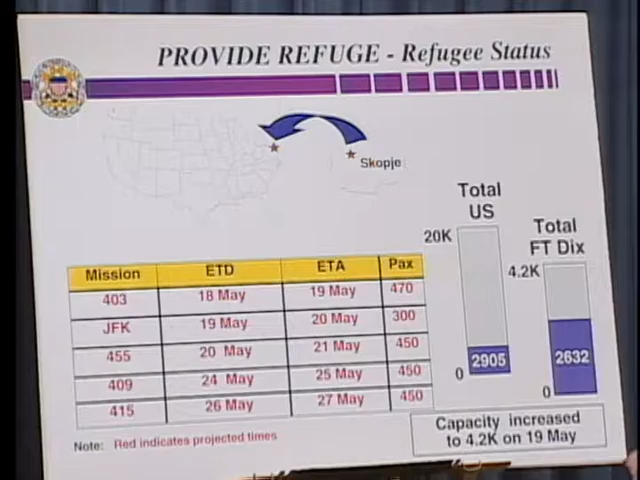 PROVIDE REFUGE - Refugee Status
Skopje
Total
US
20K
2905
0
Total
FT Dix
4.2K
2632
0
Mission ETD ETA Pax
403 18 May 19 May 470
JFK 19 May 20 May 300
455 20 May 21 May 450
409 24 May 25 May 450
415 26 May 27 May 450
Note: Red indicates projected times
Capacity increased
to 4.2K on 19 May